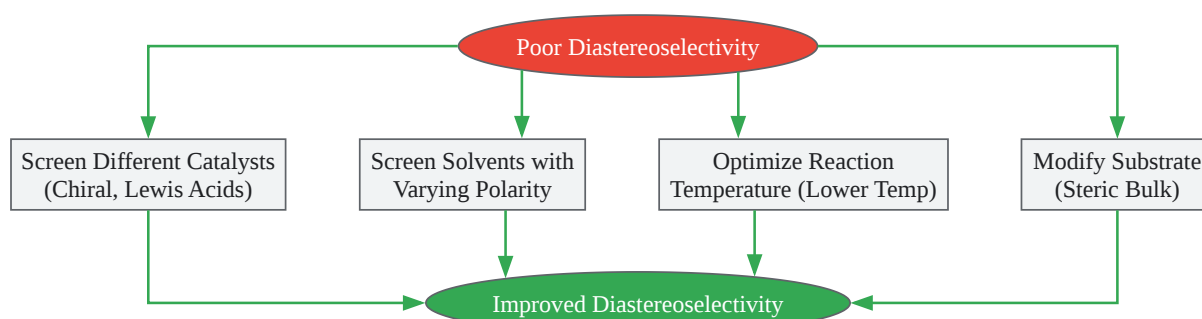 Poor Diastereoselectivity
Screen Different Catalysts
(Chiral, Lewis Acids)
Screen Solvents with
Varying Polarity
Optimize Reaction
Temperature (Lower Temp)
Modify Substrate
(Steric Bulk)
Improved Diastereoselectivity